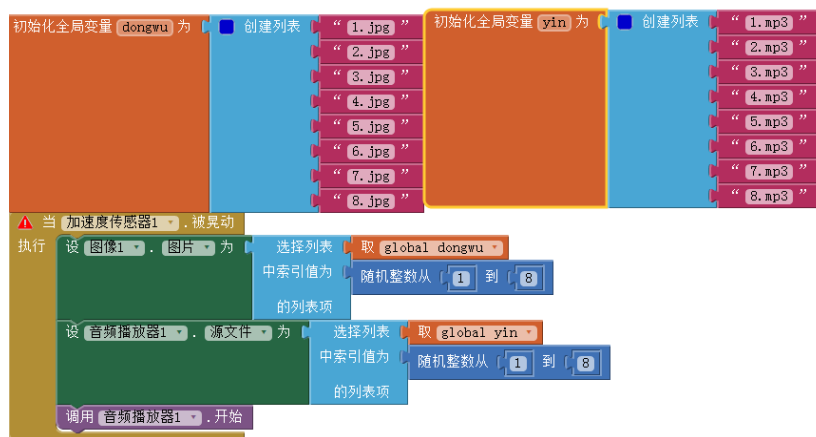 初始化全局变量 dongwu 为 创建列表 “ 1.jpg ”
“ 2.jpg ”
“ 3.jpg ”
“ 4.jpg ”
“ 5.jpg ”
“ 6.jpg ”
“ 7.jpg ”
“ 8.jpg ”
初始化全局变量 yin 为 创建列表 “ 1.mp3 ”
“ 2.mp3 ”
“ 3.mp3 ”
“ 4.mp3 ”
“ 5.mp3 ”
“ 6.mp3 ”
“ 7.mp3 ”
“ 8.mp3 ”
当 加速度传感器1 .被晃动
执行 设 图像1 . 图片 为 选择列表 取 global dongwu
中索引值为 随机整数从 1 到 8
的列表项
设 音频播放器1 . 源文件 为 选择列表 取 global yin
中索引值为 随机整数从 1 到 8
的列表项
调用 音频播放器1 .开始